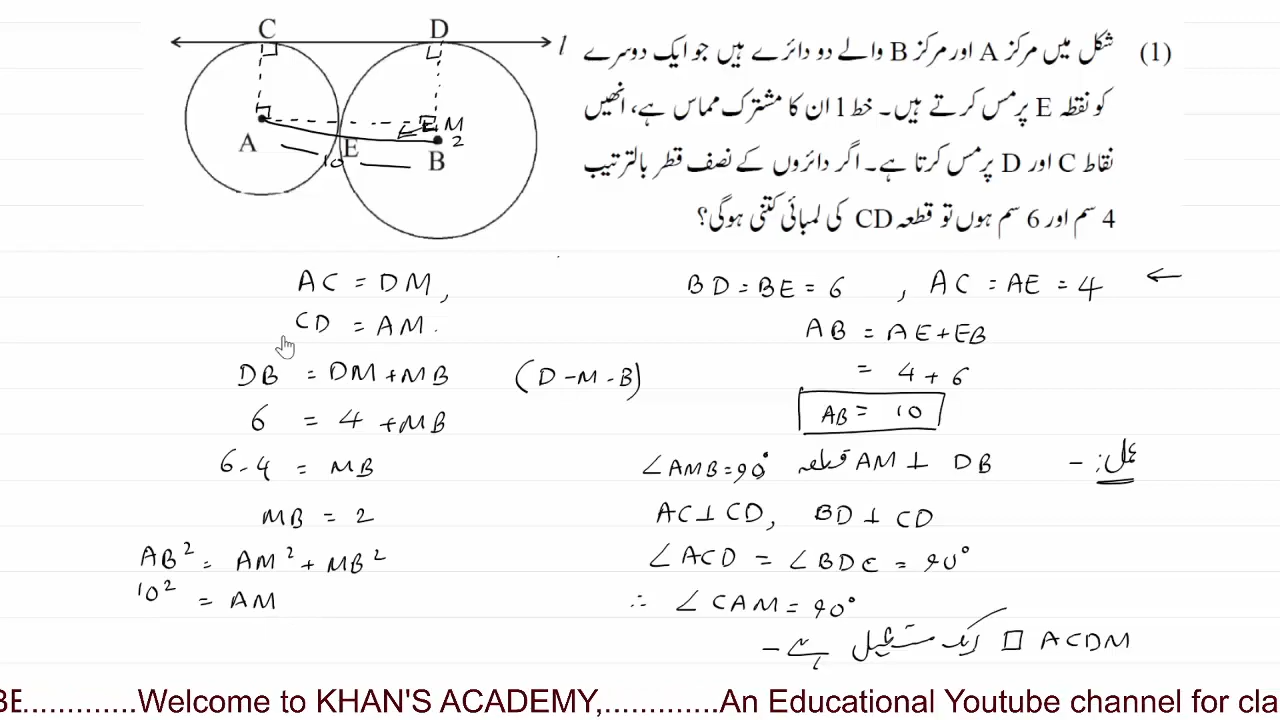 (1) شکل میں مرکز A اور مرکز B والے دو دائرے ہیں جو ایک دوسرے
کو نقطہ E پر مس کرتے ہیں۔ خط l ان کا مشترک مماس ہے، انھیں
نقاط C اور D پر مس کرتا ہے۔ اگر دائروں کے نصف قطر بالترتیب
4 سم اور 6 سم ہوں تو قطعہ CD کی لمبائی کتنی ہوگی؟
C D l
A E B M 2
10
BD = BE = 6 , AC = AE = 4 ←
AB = AE + EB
= 4 + 6
AB = 10
عمل: -
∠AMB = 90° قطعہ AM ⊥ DB
AC ⊥ CD, BD ⊥ CD
∠ACD = ∠BDC = 90°
∴ ∠CAM = 90°
□ ACDM ایک مستطیل ہے -
AC = DM,
CD = AM.
DB = DM + MB (D-M-B)
6 = 4 + MB
6 - 4 = MB
MB = 2
AB² = AM² + MB²
10² = AM
BE.............Welcome to KHAN'S ACADEMY,............An Educational Youtube channel for cla